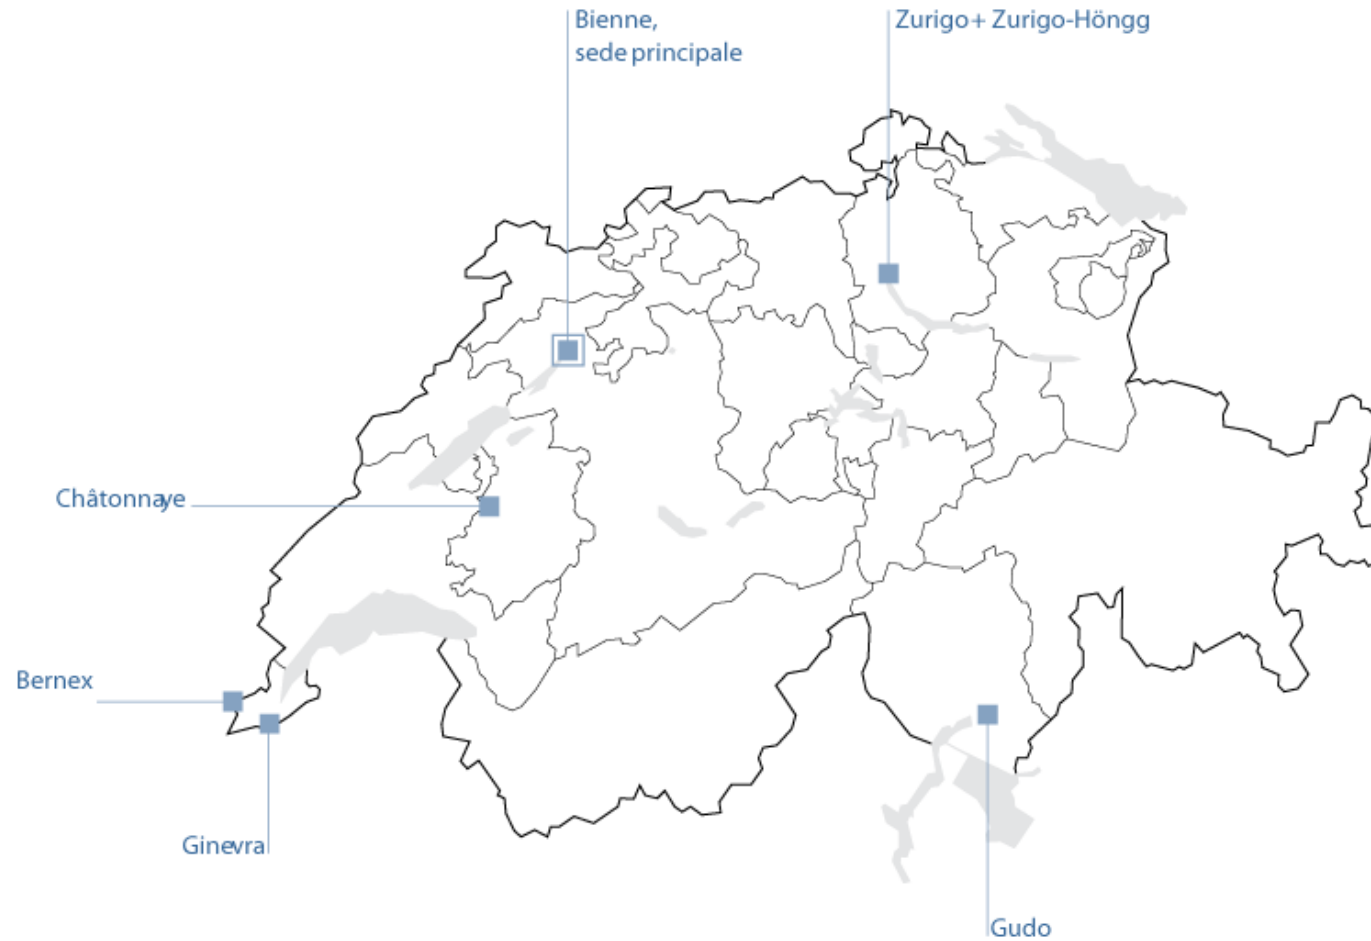 Bienne,
sede principale
Zurigo + Zurigo-Höngg
Châtonnaye
Bernex
Ginevra
Gudo